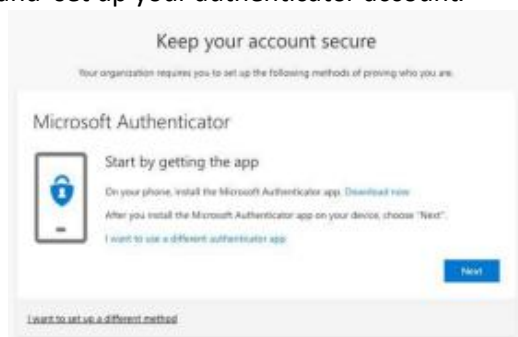 and set up your authenticator account.
Keep your account secure
Your organization requires you to set up the following methods of proving who you are.
Microsoft Authenticator
Start by getting the app
On your phone, install the Microsoft Authenticator app. Download now
After you install the Microsoft Authenticator app on your device, choose "Next".
I want to use a different authenticator app
Next
I want to set up a different method